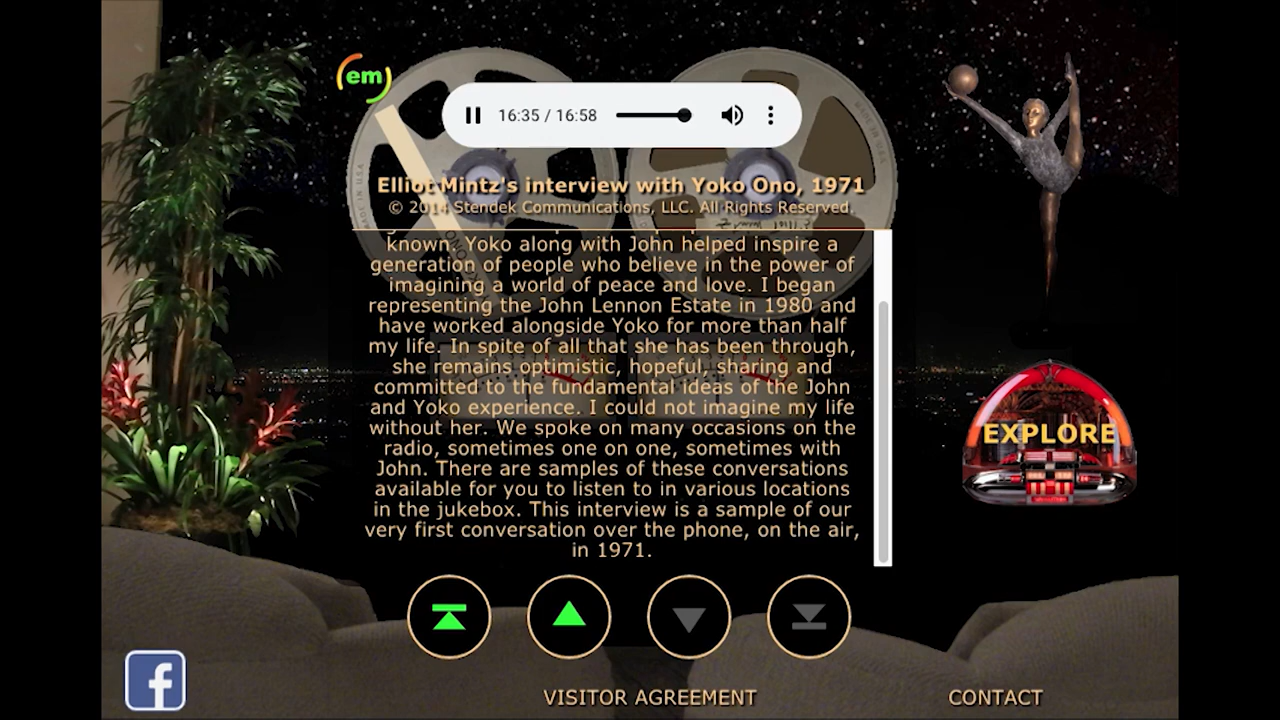 em
16:35 / 16:58
MADE IN U.S.A.
MADE IN U.S.A.
Elliot Mintz's interview with Yoko Ono, 1971
© 2014 Stendek Communications, LLC. All Rights Reserved.
known. Yoko along with John helped inspire a
generation of people who believe in the power of
imagining a world of peace and love. I began
representing the John Lennon Estate in 1980 and
have worked alongside Yoko for more than half
my life. In spite of all that she has been through,
she remains optimistic, hopeful, sharing and
committed to the fundamental ideas of the John
and Yoko experience. I could not imagine my life
without her. We spoke on many occasions on the
radio, sometimes one on one, sometimes with
John. There are samples of these conversations
available for you to listen to in various locations
in the jukebox. This interview is a sample of our
very first conversation over the phone, on the air,
in 1971.
EXPLORE
f
VISITOR AGREEMENT
CONTACT